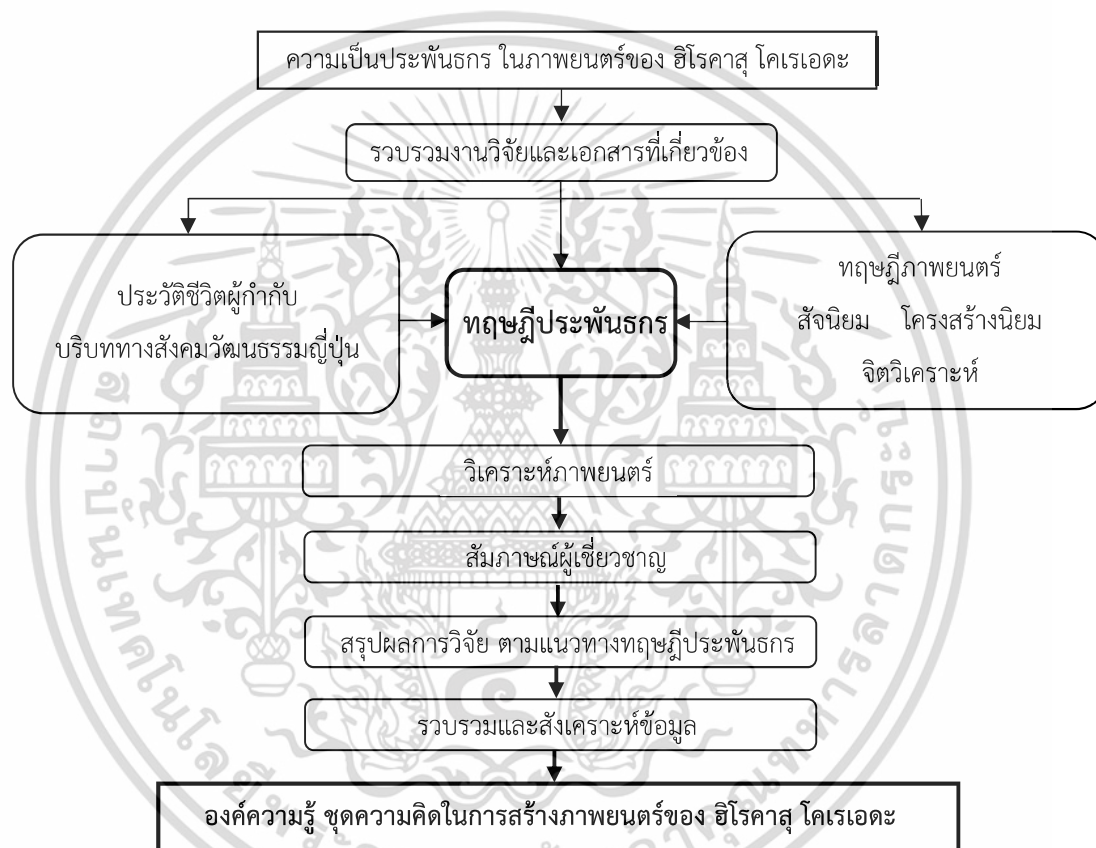 ความเป็นประพันธกร ในภาพยนตร์ของ ฮิโรคาสุ โคเรเอดะ
รวบรวมงานวิจัยและเอกสารที่เกี่ยวข้อง
ประวัติชีวิตผู้กำกับ
บริบททางสังคมวัฒนธรรมญี่ปุ่น
ทฤษฎีประพันธกร
ทฤษฎีภาพยนตร์
สัจนิยม โครงสร้างนิยม
จิตวิเคราะห์
วิเคราะห์ภาพยนตร์
สัมภาษณ์ผู้เชี่ยวชาญ
สรุปผลการวิจัย ตามแนวทางทฤษฎีประพันธกร
รวบรวมและสังเคราะห์ข้อมูล
องค์ความรู้ ชุดความคิดในการสร้างภาพยนตร์ของ ฮิโรคาสุ โคเรเอดะ